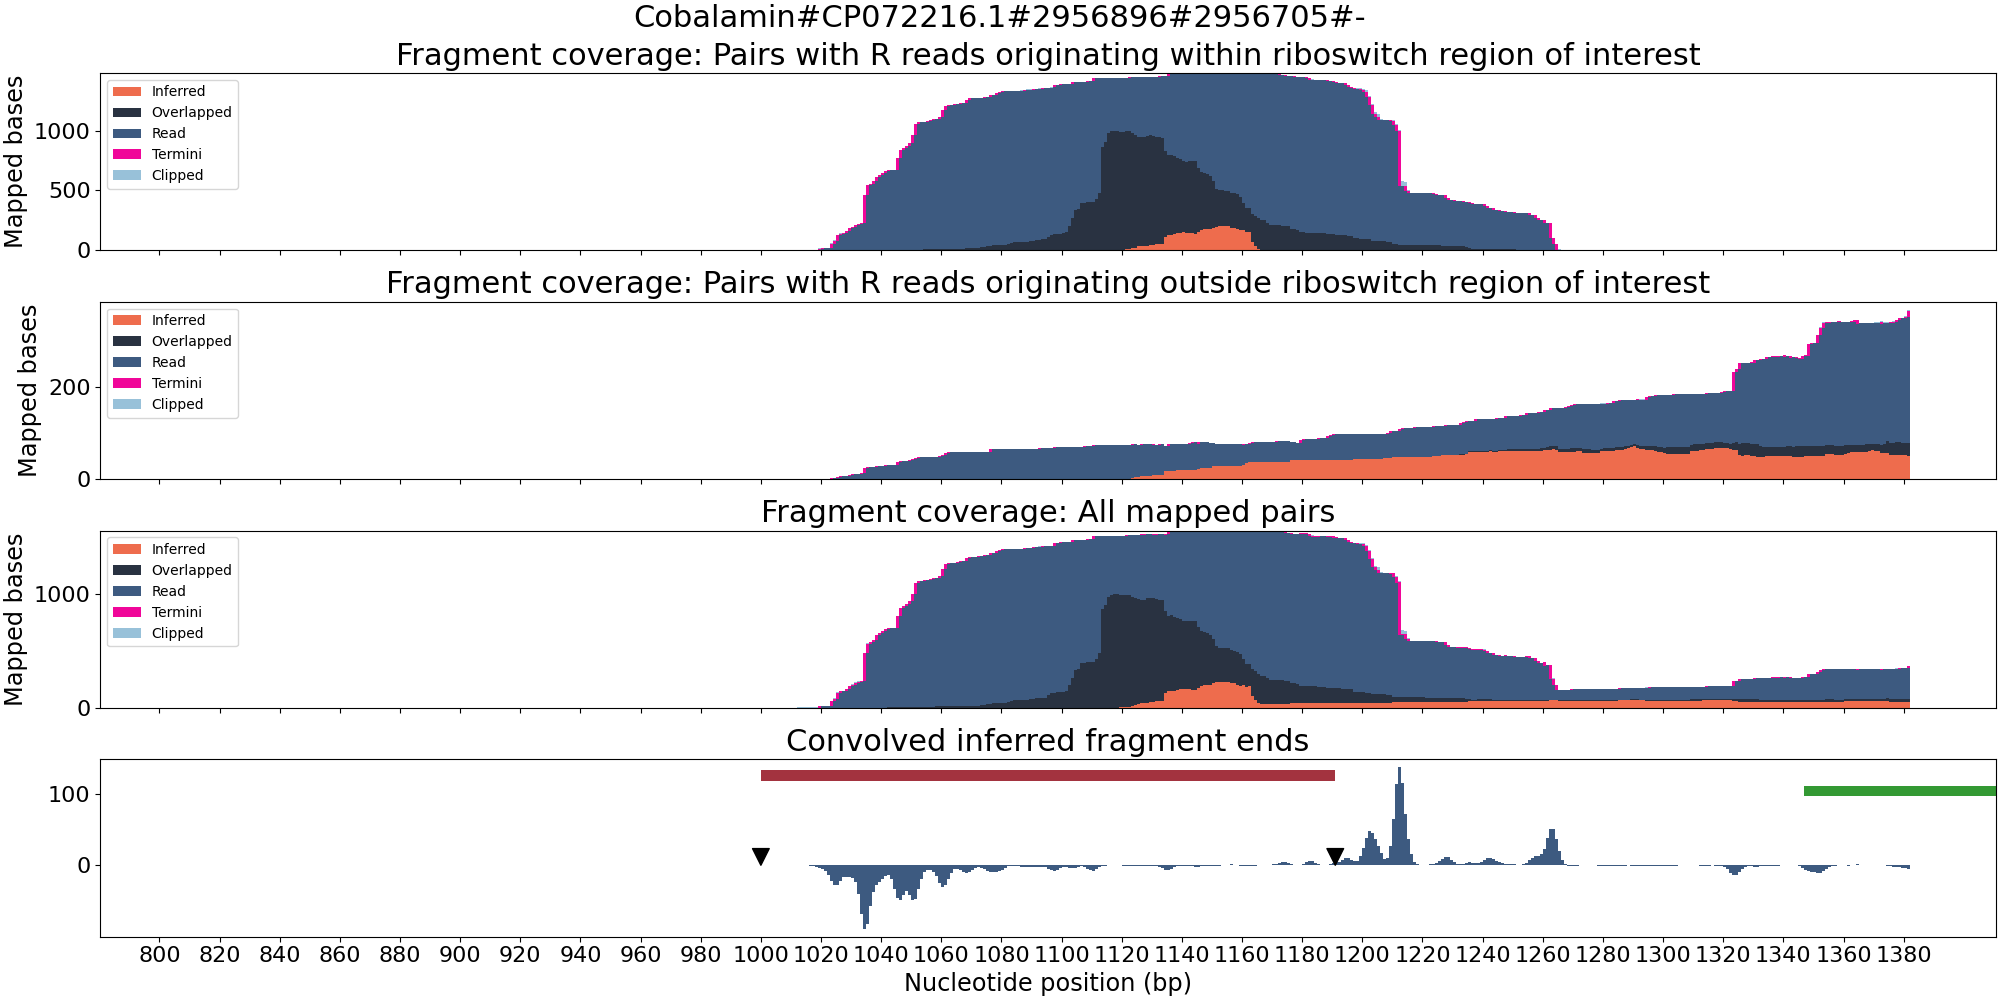 Cobalamin#CP072216.1#2956896#2956705#-
Fragment coverage: Pairs with R reads originating within riboswitch region of interest
Mapped bases
1000
500
0
Inferred
Overlapped
Read
Termini
Clipped
Fragment coverage: Pairs with R reads originating outside riboswitch region of interest
Mapped bases
200
0
Inferred
Overlapped
Read
Termini
Clipped
Fragment coverage: All mapped pairs
Mapped bases
1000
0
Inferred
Overlapped
Read
Termini
Clipped
Convolved inferred fragment ends
100
0
800 820 840 860 880 900 920 940 960 980 1000 1020 1040 1060 1080 1100 1120 1140 1160 1180 1200 1220 1240 1260 1280 1300 1320 1340 1360 1380
Nucleotide position (bp)